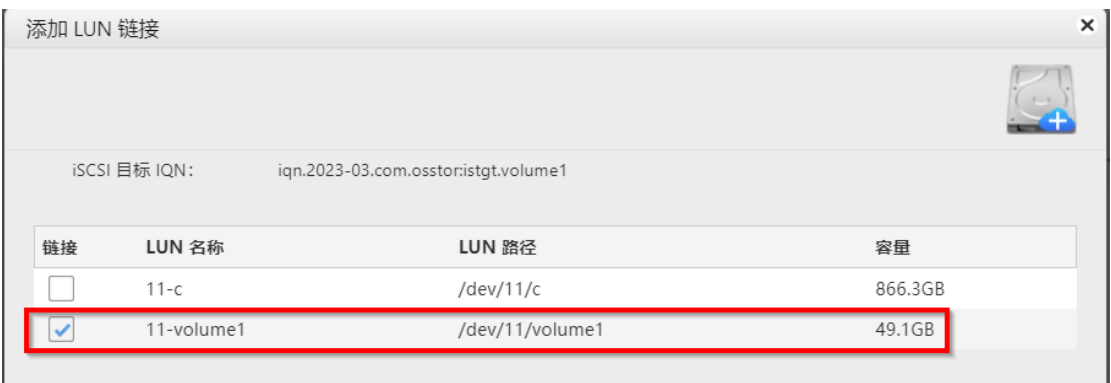 添加 LUN 链接
iSCSI 目标 IQN： iqn.2023-03.com.osstor:istgt.volume1
链接 LUN 名称 LUN 路径 容量
11-c /dev/11/c 866.3GB
11-volume1 /dev/11/volume1 49.1GB